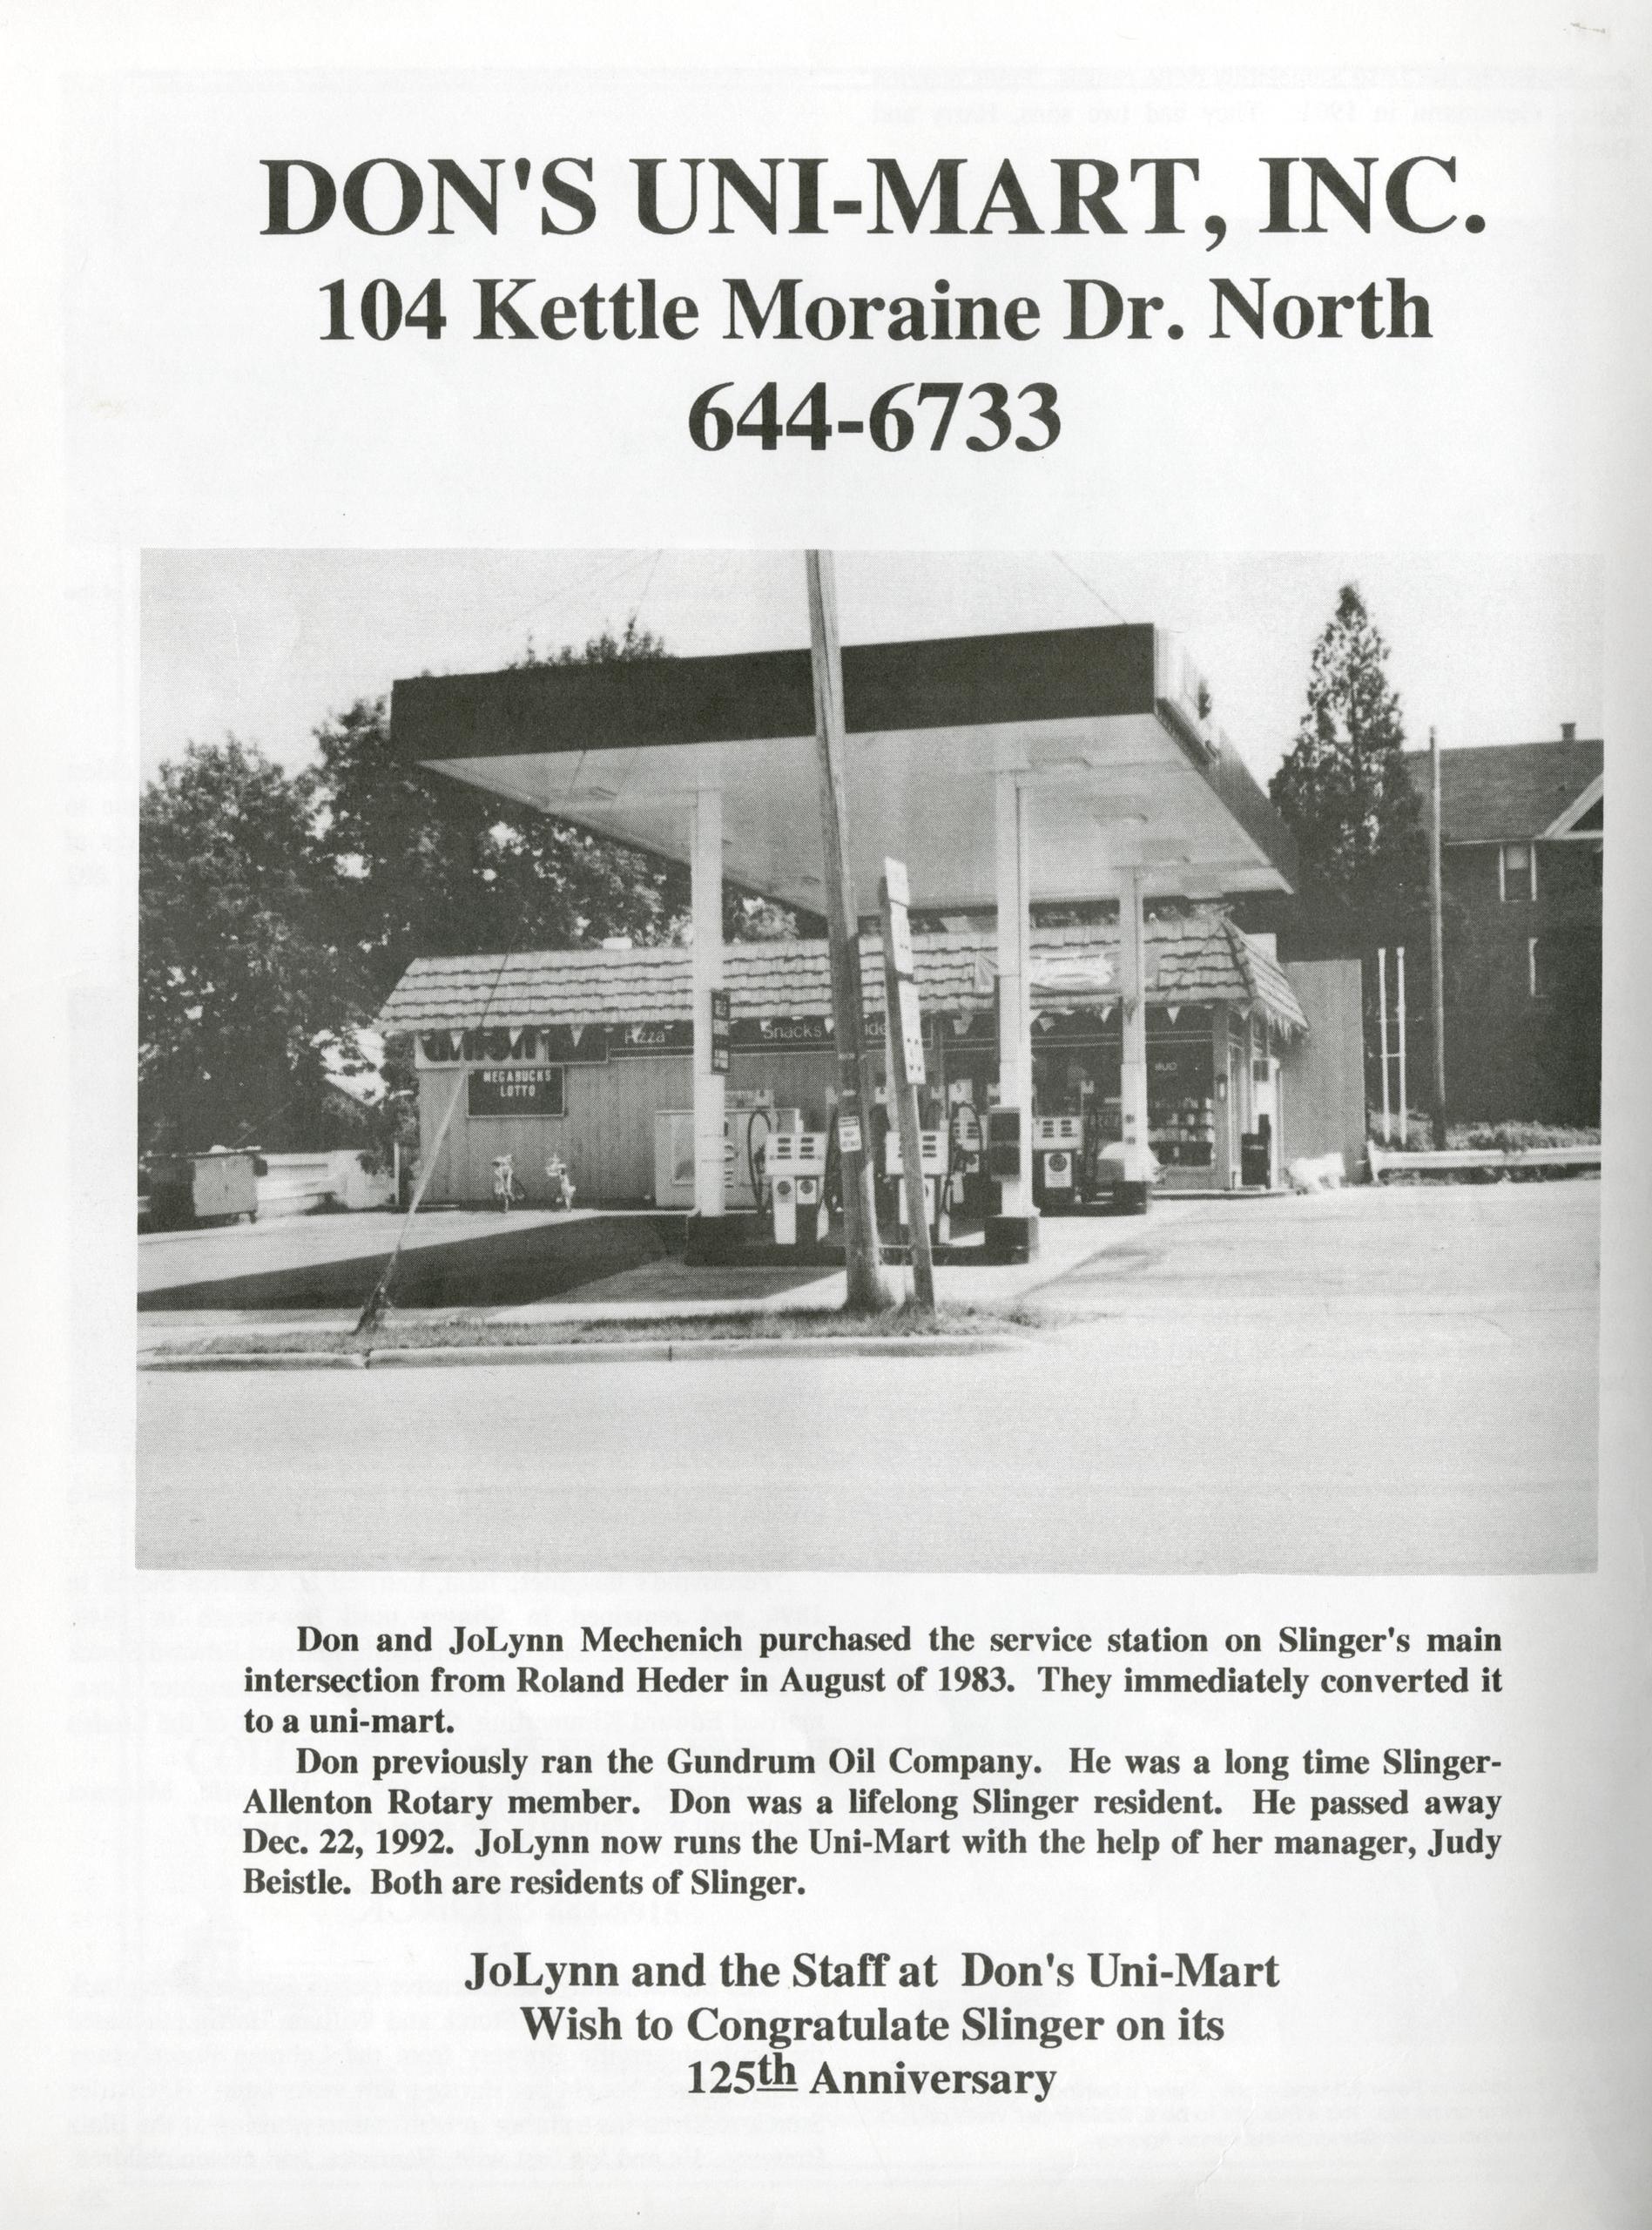 DON'S UNI-MART, INC.
104 Kettle Moraine Dr. North
644-6733
Pizza
Snacks
MEGABUCKS
LOTTO
Don and JoLynn Mechenich purchased the service station on Slinger's main
intersection from Roland Heder in August of 1983. They immediately converted it
to a uni-mart.
Don previously ran the Gundrum Oil Company. He was a long time Slinger-
Allenton Rotary member. Don was a lifelong Slinger resident. He passed away
Dec. 22, 1992. JoLynn now runs the Uni-Mart with the help of her manager, Judy
Beistle. Both are residents of Slinger.
JoLynn and the Staff at Don's Uni-Mart
Wish to Congratulate Slinger on its
125th Anniversary